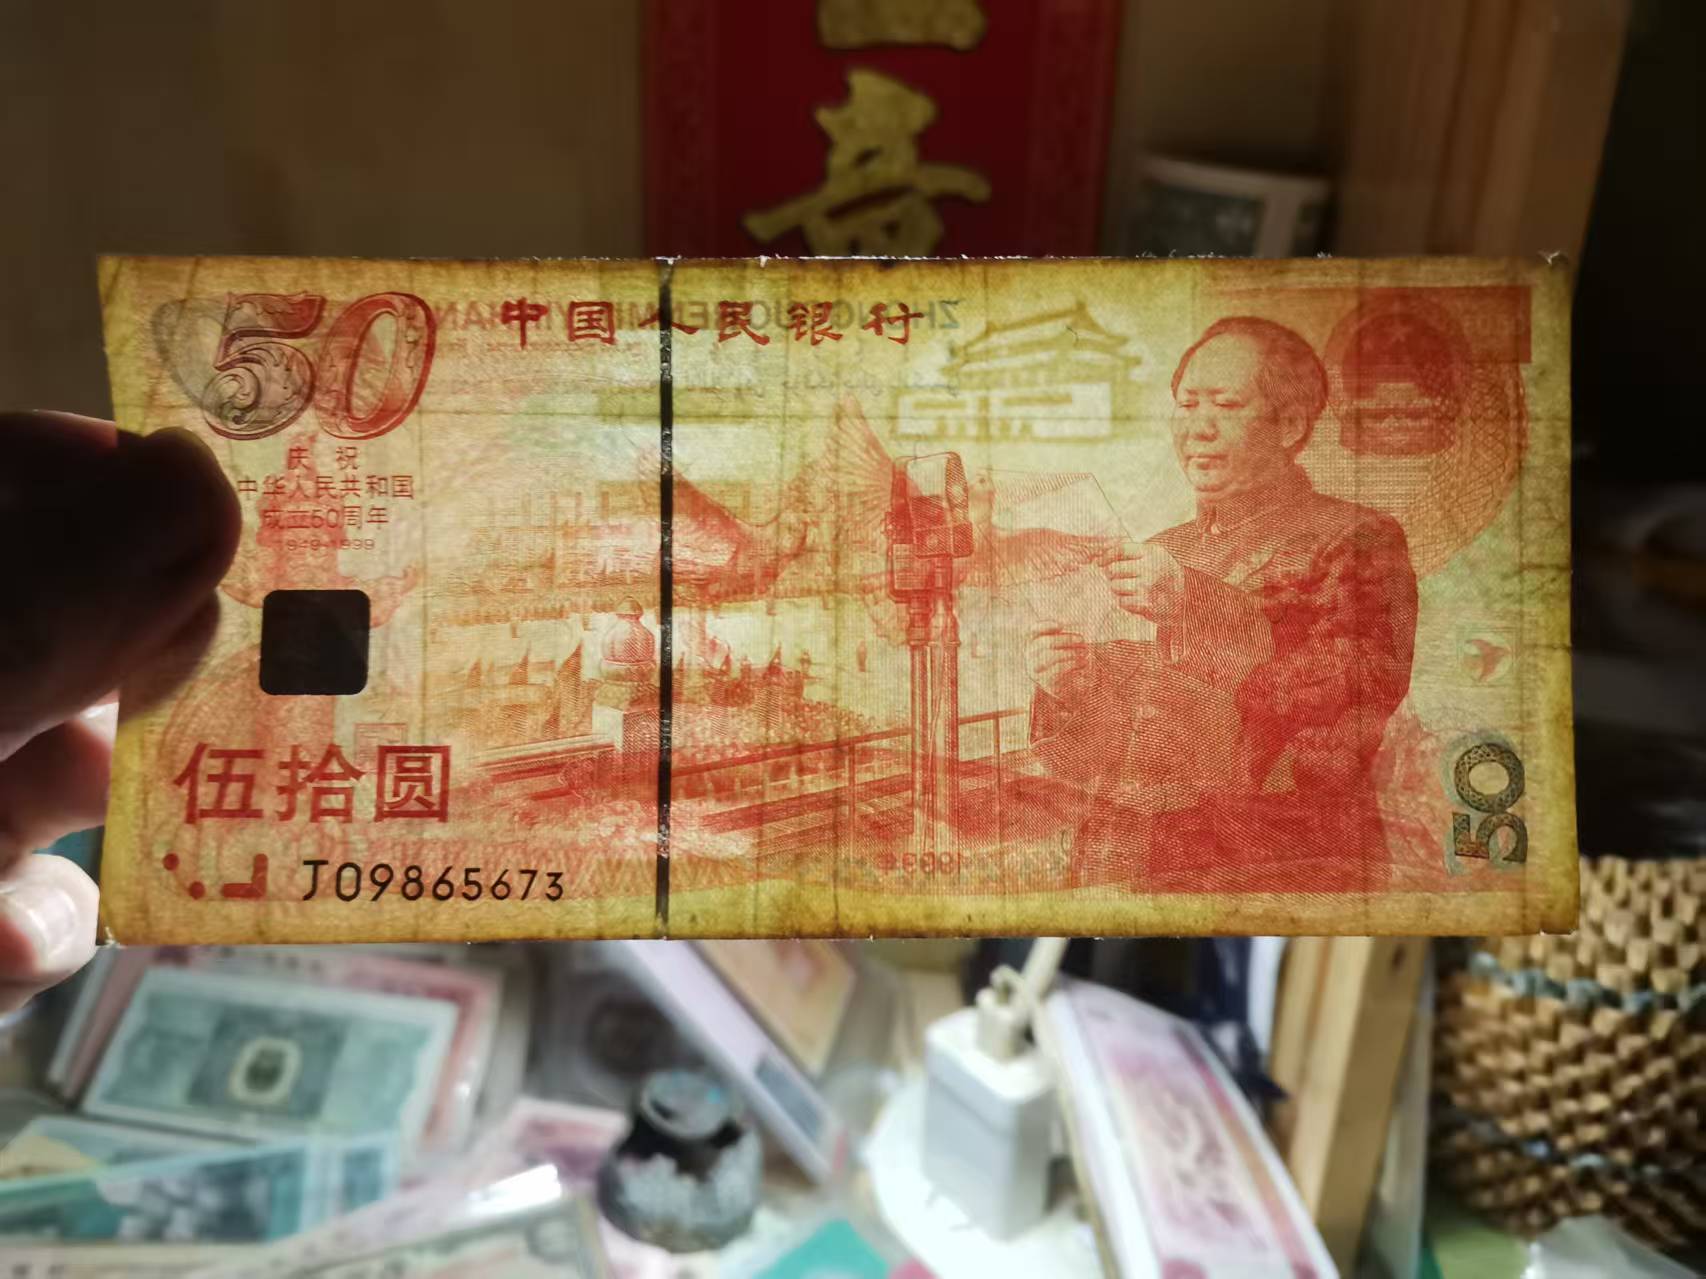 50
中国人民银行
庆祝
中华人民共和国
成立50周年
1949-1999
伍拾圆
J09865673
50